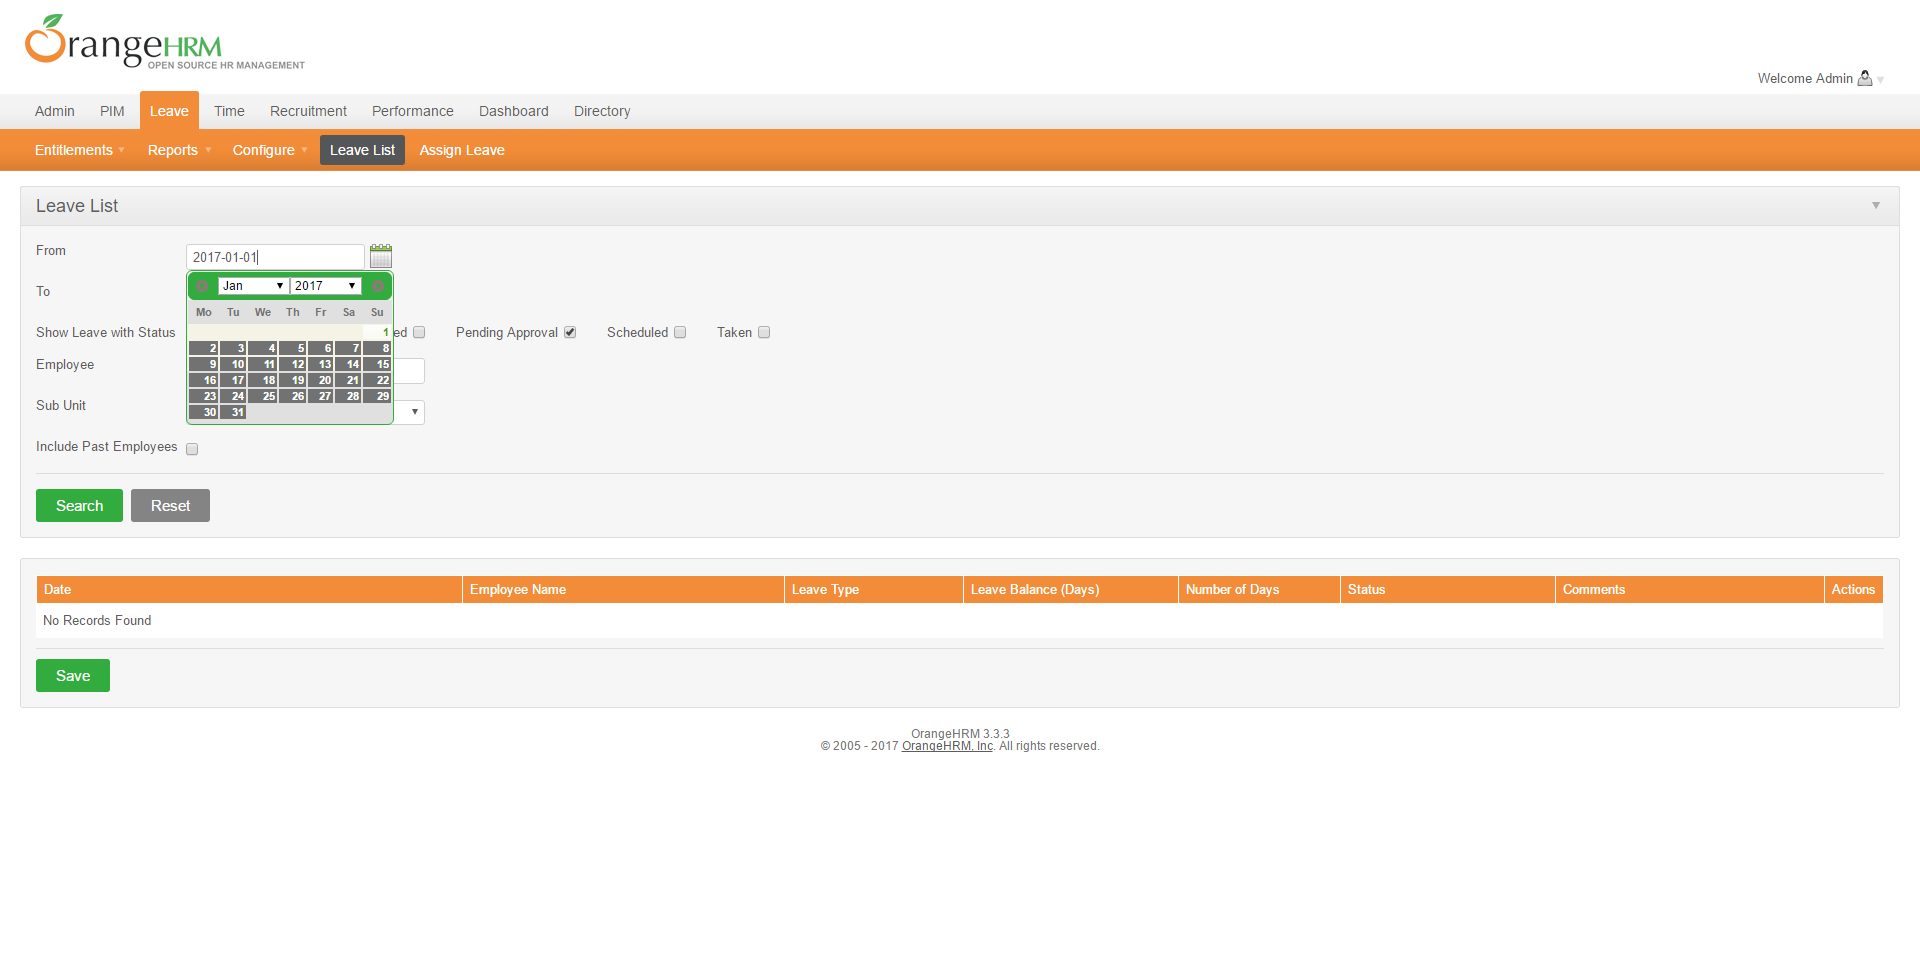 OrangeHRM
OPEN SOURCE HR MANAGEMENT
Welcome Admin
Admin PIM Leave Time Recruitment Performance Dashboard Directory
Entitlements Reports Configure Leave List Assign Leave
Leave List
From 2017-01-01
Jan 2017
To
Mo Tu We Th Fr Sa Su
Show Leave with Status ed Pending Approval Scheduled Taken
1
2 3 4 5 6 7 8
Employee
9 10 11 12 13 14 15
16 17 18 19 20 21 22
23 24 25 26 27 28 29
Sub Unit
30 31
Include Past Employees
Search Reset
Date Employee Name Leave Type Leave Balance (Days) Number of Days Status Comments Actions
No Records Found
Save
OrangeHRM 3.3.3
© 2005 - 2017 OrangeHRM, Inc. All rights reserved.